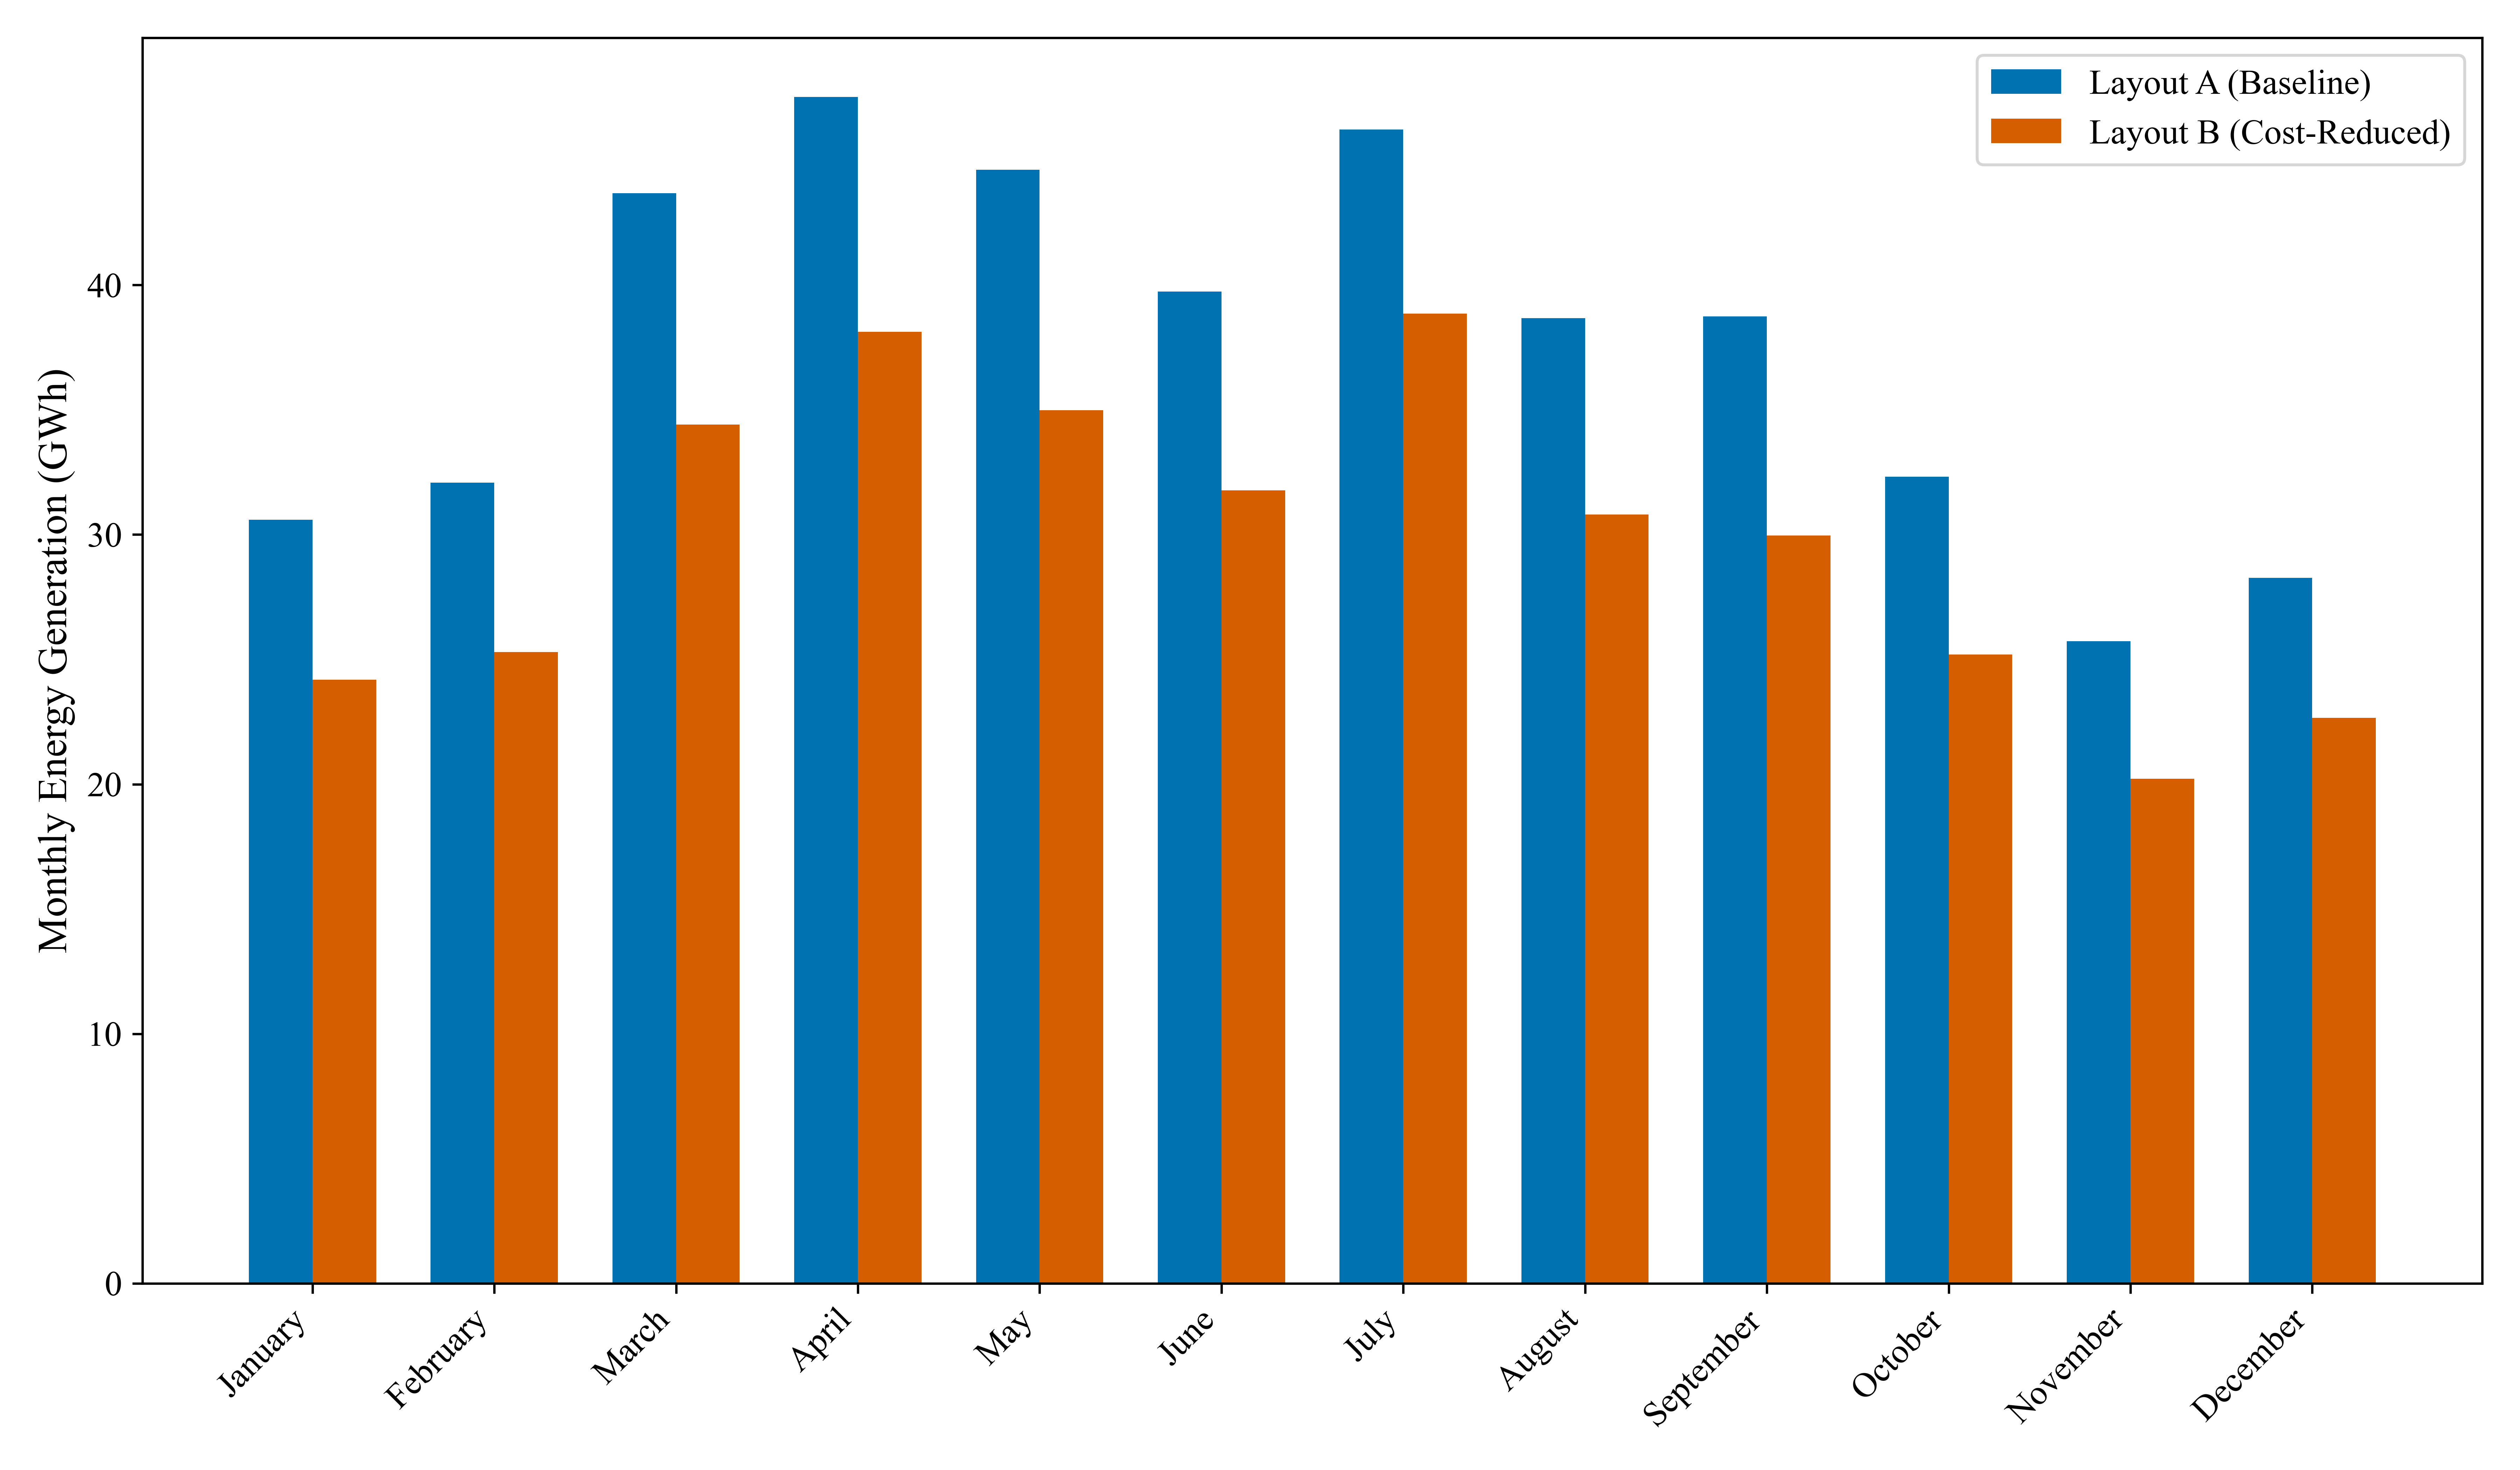 Layout A (Baseline)
Layout B (Cost-Reduced)
Monthly Energy Generation (GWh)
40
30
20
10
0
January
February
March
April
May
June
July
August
September
October
November
December